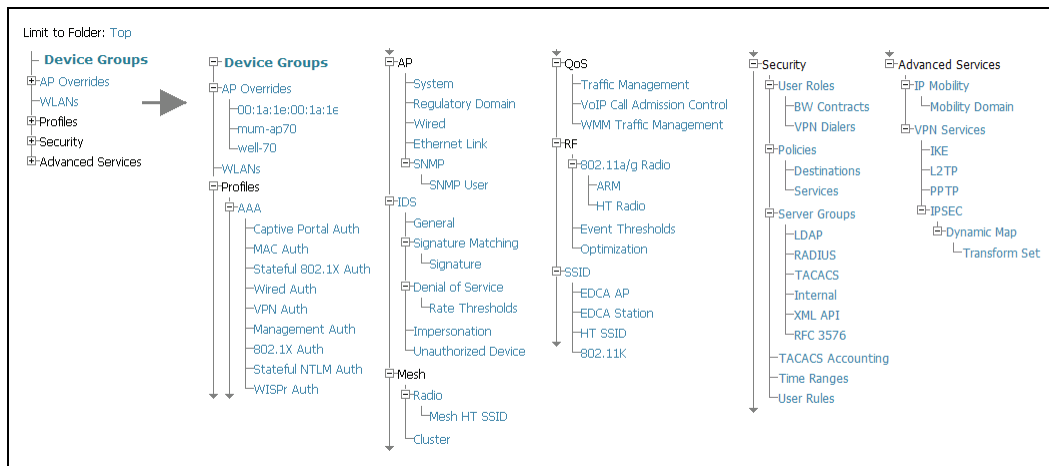 Limit to Folder: Top
Device Groups
AP Overrides
WLANs
Profiles
Security
Advanced Services
Device Groups
AP Overrides
00:1a:1e:00:1a:1e
mum-ap70
well-70
WLANs
Profiles
AAA
Captive Portal Auth
MAC Auth
Stateful 802.1X Auth
Wired Auth
VPN Auth
Management Auth
802.1X Auth
Stateful NTLM Auth
WISPr Auth
AP
System
Regulatory Domain
Wired
Ethernet Link
SNMP
SNMP User
IDS
General
Signature Matching
Signature
Denial of Service
Rate Thresholds
Impersonation
Unauthorized Device
Mesh
Radio
Mesh HT SSID
Cluster
QoS
Traffic Management
VoIP Call Admission Control
WMM Traffic Management
RF
802.11a/g Radio
ARM
HT Radio
Event Thresholds
Optimization
SSID
EDCA AP
EDCA Station
HT SSID
802.11K
Security
User Roles
BW Contracts
VPN Dialers
Policies
Destinations
Services
Server Groups
LDAP
RADIUS
TACACS
Internal
XML API
RFC 3576
TACACS Accounting
Time Ranges
User Rules
Advanced Services
IP Mobility
Mobility Domain
VPN Services
IKE
L2TP
PPTP
IPSEC
Dynamic Map
Transform Set